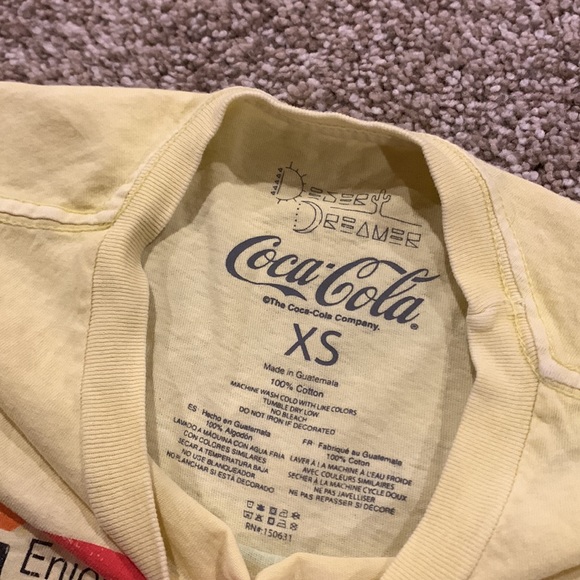 DESERT
DREAMER
Coca-Cola®
©The Coca-Cola Company.
XS
Made in Guatemala
100% Cotton
MACHINE WASH COLD WITH LIKE COLORS
TUMBLE DRY LOW
NO BLEACH
DO NOT IRON IF DECORATED
ES: Hecho en Guatemala
100% Algodón
LAVADO A MÁQUINA CON AGUA FRIA
CON COLORES SIMILARES
SECAR A TEMPERATURA BAJA
NO USE BLANQUEADOR
NO PLANCHAR SI ESTÁ DECORADO
FR: Fabriqué au Guatemala
100% Coton
LAVER A LA MACHINE À L'EAU FROIDE
AVEC COULEURS SIMILAIRES
SÉCHER À LA MACHINE CYCLE DOUX
NE PAS JAVELLISER
NE PAS REPASSER SI DÉCORÉ
RN#: 150631
Enjo